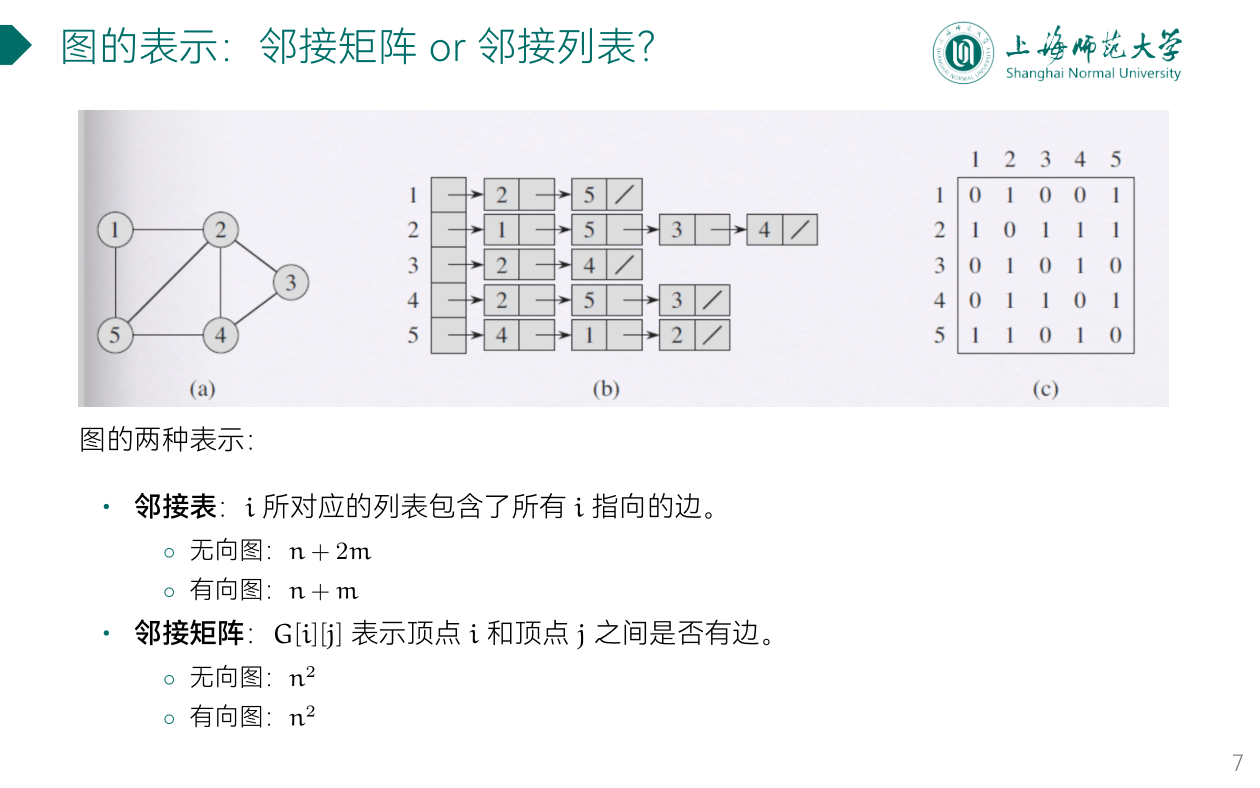 图的表示：邻接矩阵 or 邻接列表？
上海师范大学
Shanghai Normal University
SHANGHAI NORMAL UNIVERSITY
1 2 3 5 4
(a)
1 2 5 /
2 1 5 3 4 /
3 2 4 /
4 2 5 3 /
5 4 1 2 /
(b)
1 2 3 4 5
1 0 1 0 0 1
2 1 0 1 1 1
3 0 1 0 1 0
4 0 1 1 0 1
5 1 1 0 1 0
(c)
图的两种表示：
• 邻接表：i 所对应的列表包含了所有 i 指向的边。
○ 无向图：n + 2m
○ 有向图：n + m
• 邻接矩阵：G[i][j] 表示顶点 i 和顶点 j 之间是否有边。
○ 无向图：n²
○ 有向图：n²
7